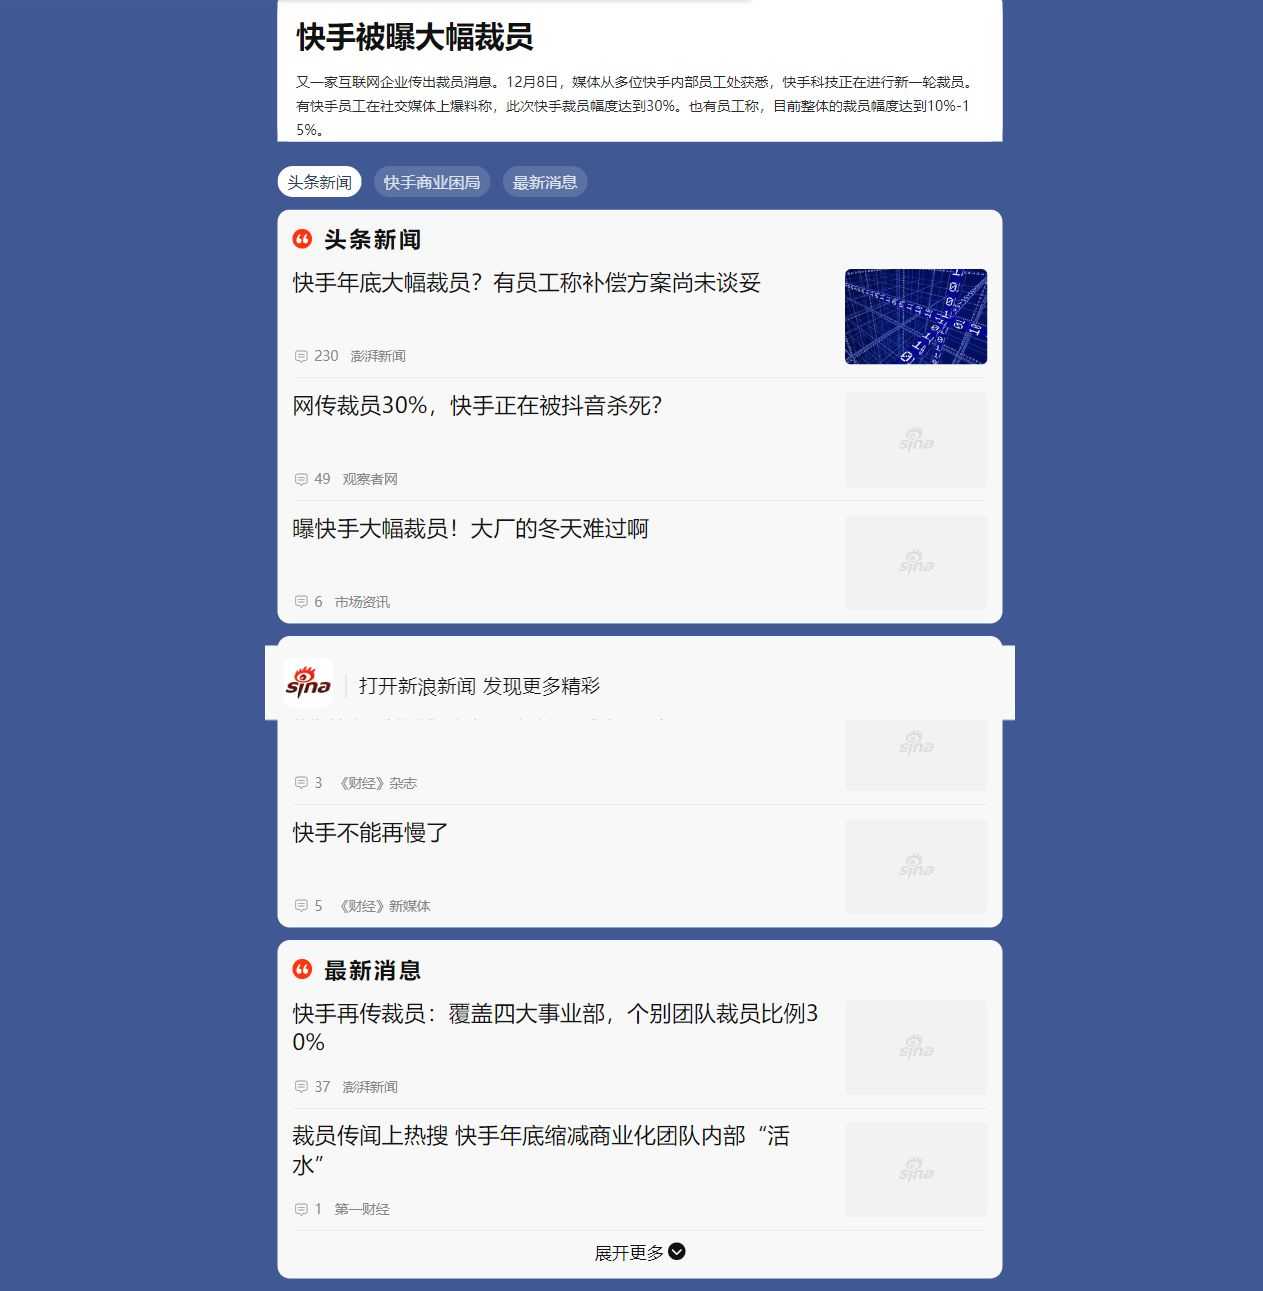 快手被曝大幅裁员
又一家互联网企业传出裁员消息。12月8日，媒体从多位快手内部员工处获悉，快手科技正在进行新一轮裁员。
有快手员工在社交媒体上爆料称，此次快手裁员幅度达到30%。也有员工称，目前整体的裁员幅度达到10%-1
5%。
头条新闻 快手商业困局 最新消息
头条新闻
快手年底大幅裁员？有员工称补偿方案尚未谈妥
230 澎湃新闻
网传裁员30%，快手正在被抖音杀死？
sina
49 观察者网
曝快手大幅裁员！大厂的冬天难过啊
sina
6 市场资讯
sina 打开新浪新闻 发现更多精彩
sina
3 《财经》杂志
快手不能再慢了
sina
5 《财经》新媒体
最新消息
快手再传裁员：覆盖四大事业部，个别团队裁员比例3
0%
sina
37 澎湃新闻
裁员传闻上热搜 快手年底缩减商业化团队内部“活
水”
sina
1 第一财经
展开更多